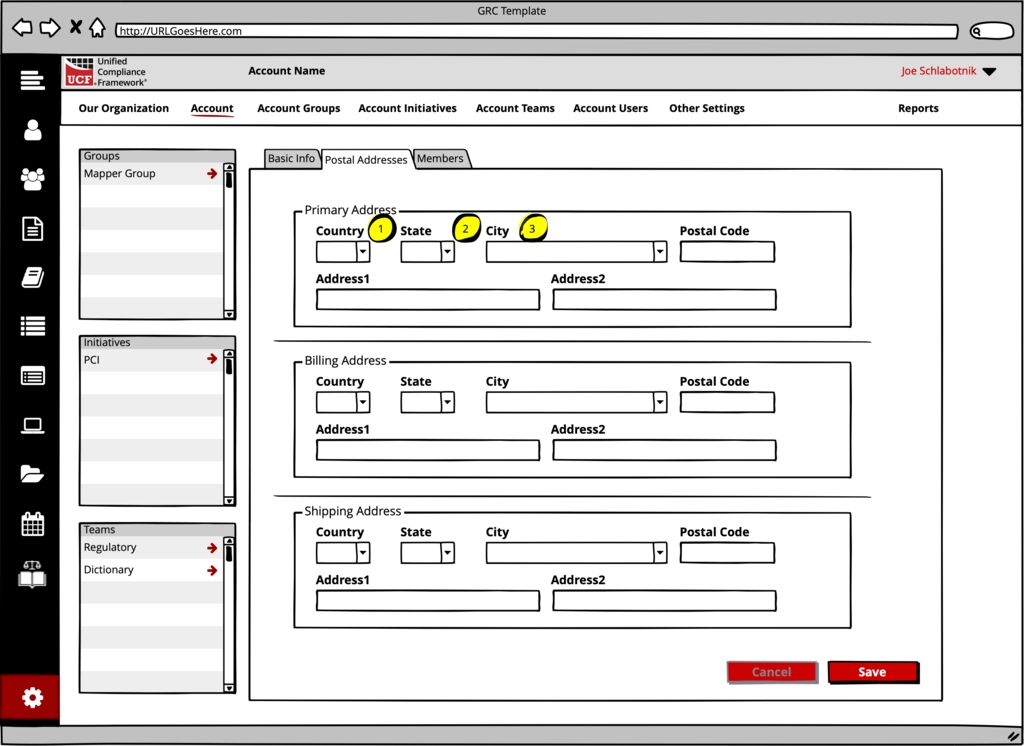 GRC Template
http://URLGoesHere.com
UCF
Unified
Compliance
Framework®
Account Name
Joe Schlabotnik
Our Organization Account Account Groups Account Initiatives Account Teams Account Users Other Settings Reports
Groups
Mapper Group
Initiatives
PCI
Teams
Regulatory
Dictionary
Basic Info Postal Addresses Members
Primary Address
Country 1 State 2 City 3 Postal Code
Address1 Address2
Billing Address
Country State City Postal Code
Address1 Address2
Shipping Address
Country State City Postal Code
Address1 Address2
Cancel Save